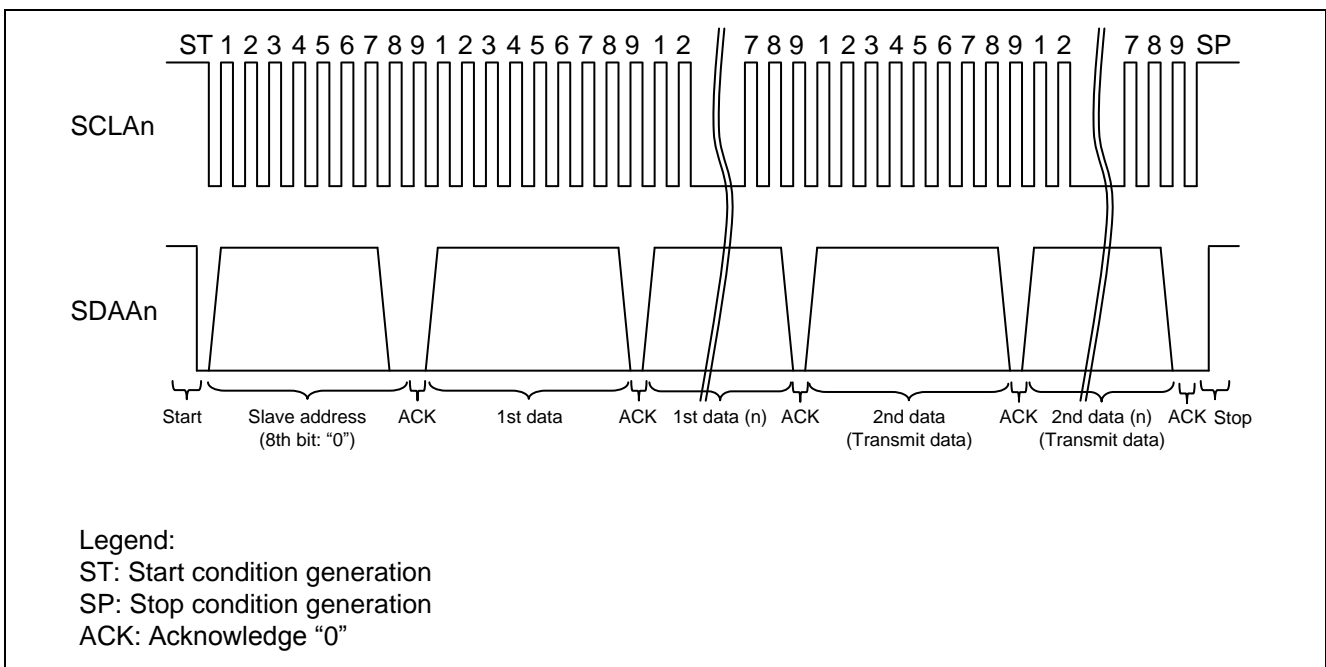 ST 1 2 3 4 5 6 7 8 9 1 2 3 4 5 6 7 8 9 1 2 7 8 9 1 2 3 4 5 6 7 8 9 1 2 7 8 9 SP
SCLAn
SDAAn
Start Slave address ACK 1st data ACK 1st data (n) ACK 2nd data ACK 2nd data (n) ACK Stop
(8th bit: “0”) (Transmit data) (Transmit data)
Legend:
ST: Start condition generation
SP: Stop condition generation
ACK: Acknowledge “0”